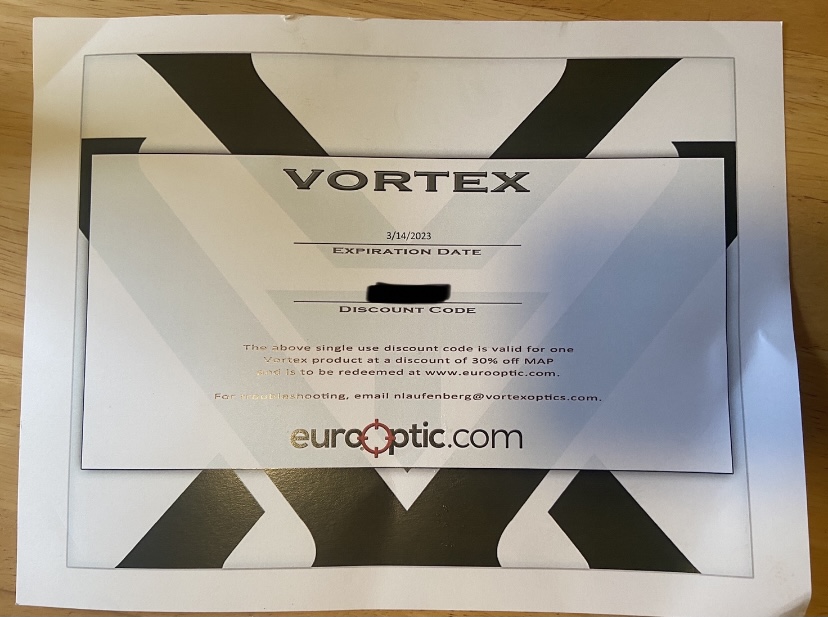 VORTEX
3/14/2023
EXPIRATION DATE
DISCOUNT CODE
The above single use discount code is valid for one
Vortex product at a discount of 30% off MAP
and is to be redeemed at www.eurooptic.com.
For troubleshooting, email nlaufenberg@vortexoptics.com.
eurooptic.com